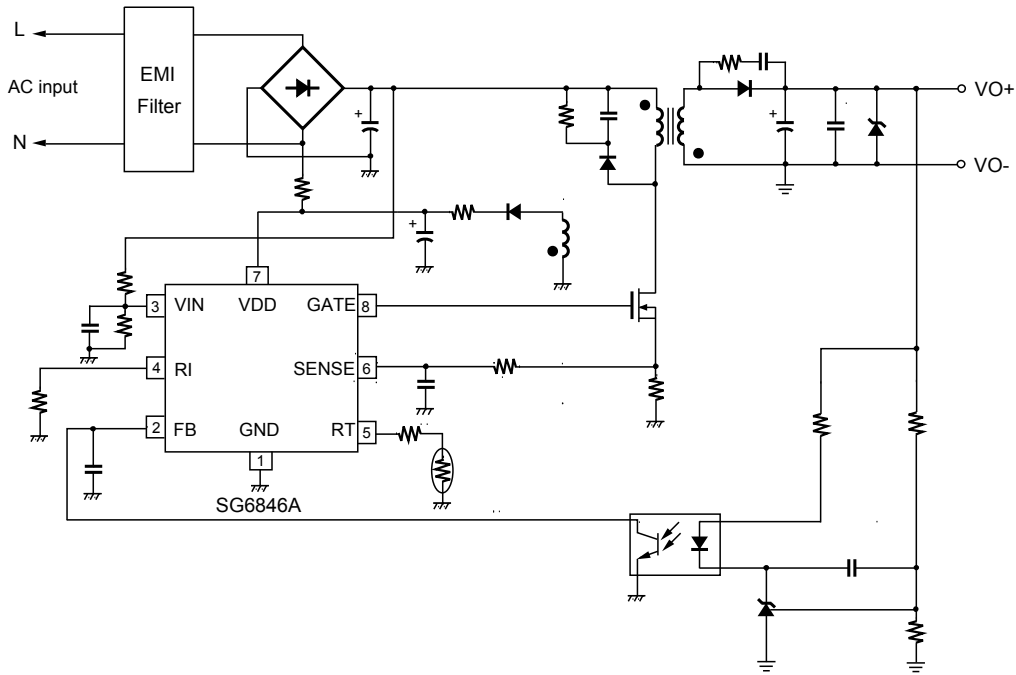 L
EMI
Filter
AC input
N
+
+
VO+
VO-
+
7
3 VIN VDD GATE 8
4 RI SENSE 6
2 FB GND RT 5
1
SG6846A